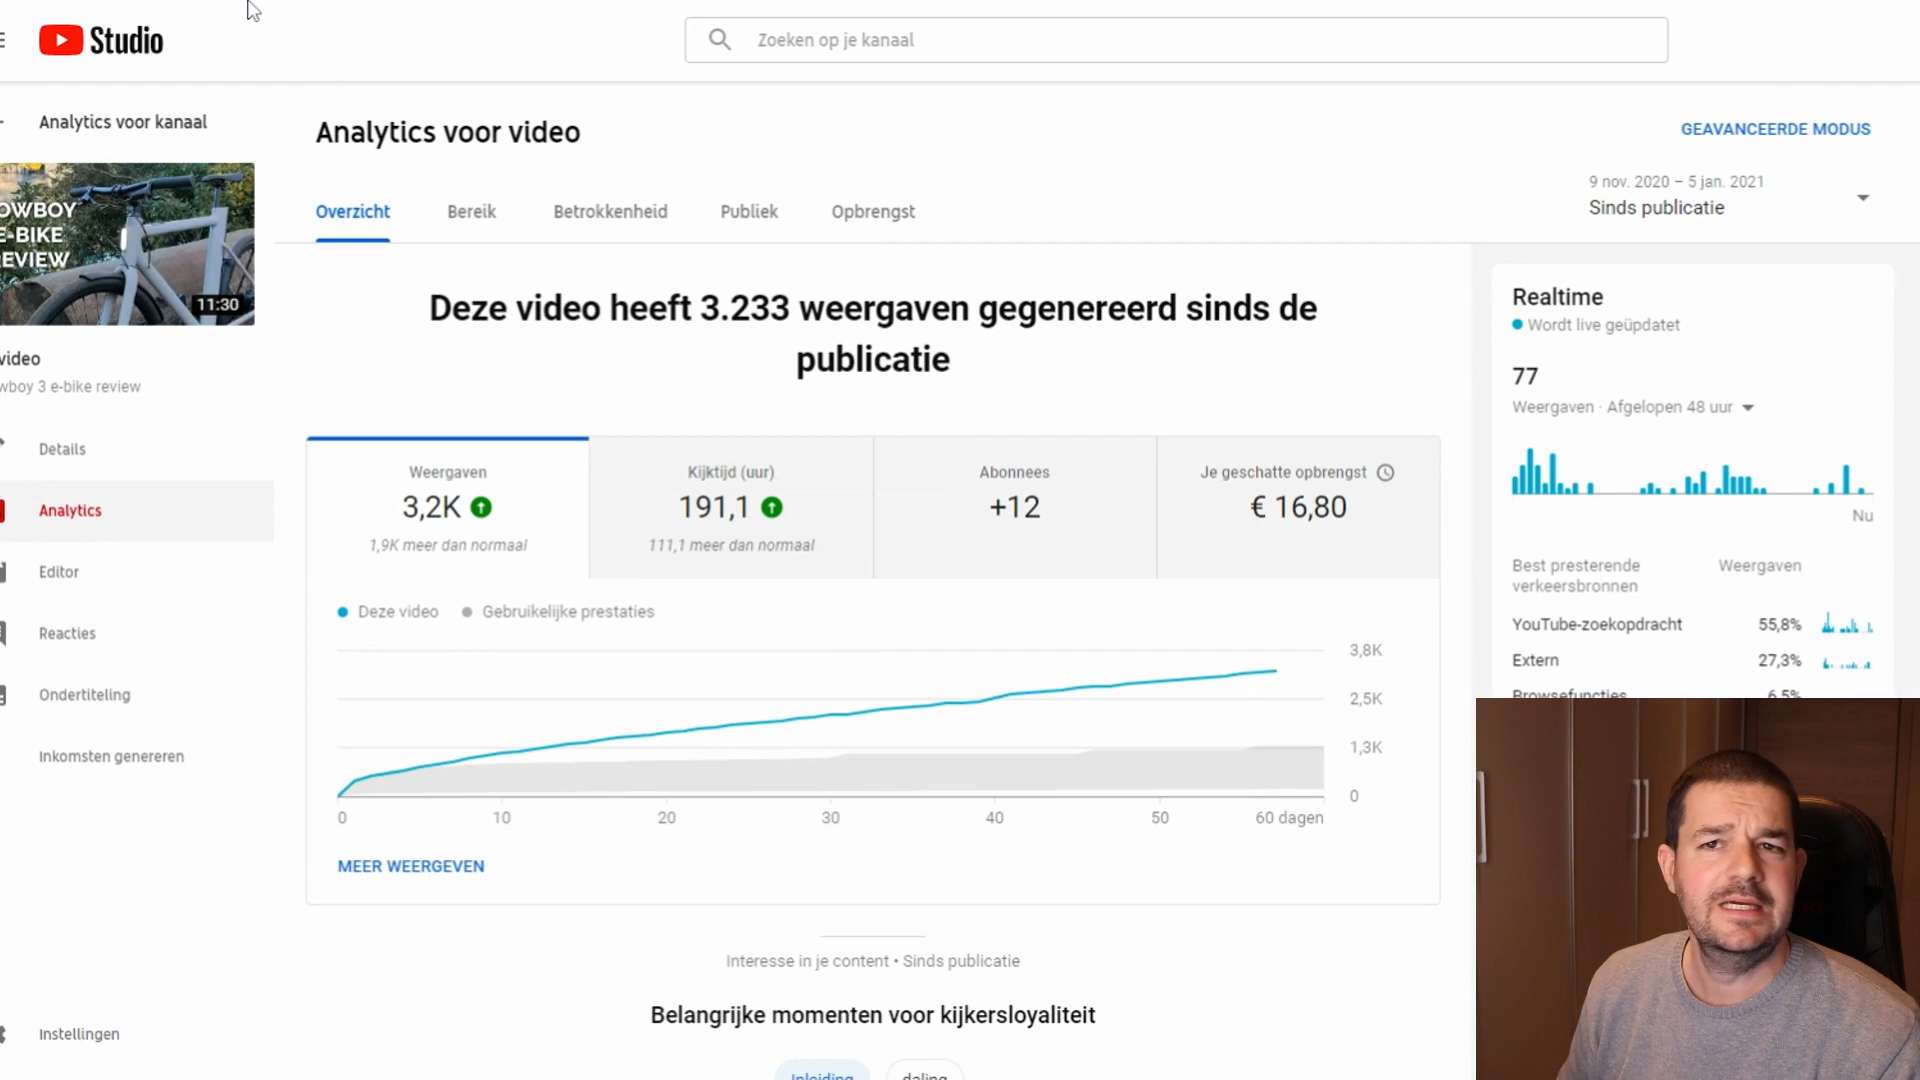 Studio
Zoeken op je kanaal
Analytics voor kanaal
OWBOY
E-BIKE
EVIEW
11:30
video
wboy 3 e-bike review
Details
Analytics
Editor
Reacties
Ondertiteling
Inkomsten genereren
Instellingen
Analytics voor video
GEAVANCEERDE MODUS
Overzicht
Bereik
Betrokkenheid
Publiek
Opbrengst
9 nov. 2020 – 5 jan. 2021
Sinds publicatie
Deze video heeft 3.233 weergaven gegenereerd sinds de
publicatie
Weergaven
3,2K
1,9K meer dan normaal
Kijktijd (uur)
191,1
111,1 meer dan normaal
Abonnees
+12
Je geschatte opbrengst
€ 16,80
Deze video
Gebruikelijke prestaties
3,8K
2,5K
1,3K
0
0 10 20 30 40 50 60 dagen
MEER WEERGEVEN
Interesse in je content • Sinds publicatie
Belangrijke momenten voor kijkersloyaliteit
Inleiding
daling
Realtime
Wordt live geüpdatet
77
Weergaven · Afgelopen 48 uur
Nu
Best presterende
verkeersbronnen
Weergaven
YouTube-zoekopdracht 55,8%
Extern 27,3%
Browsefuncties 6,5%